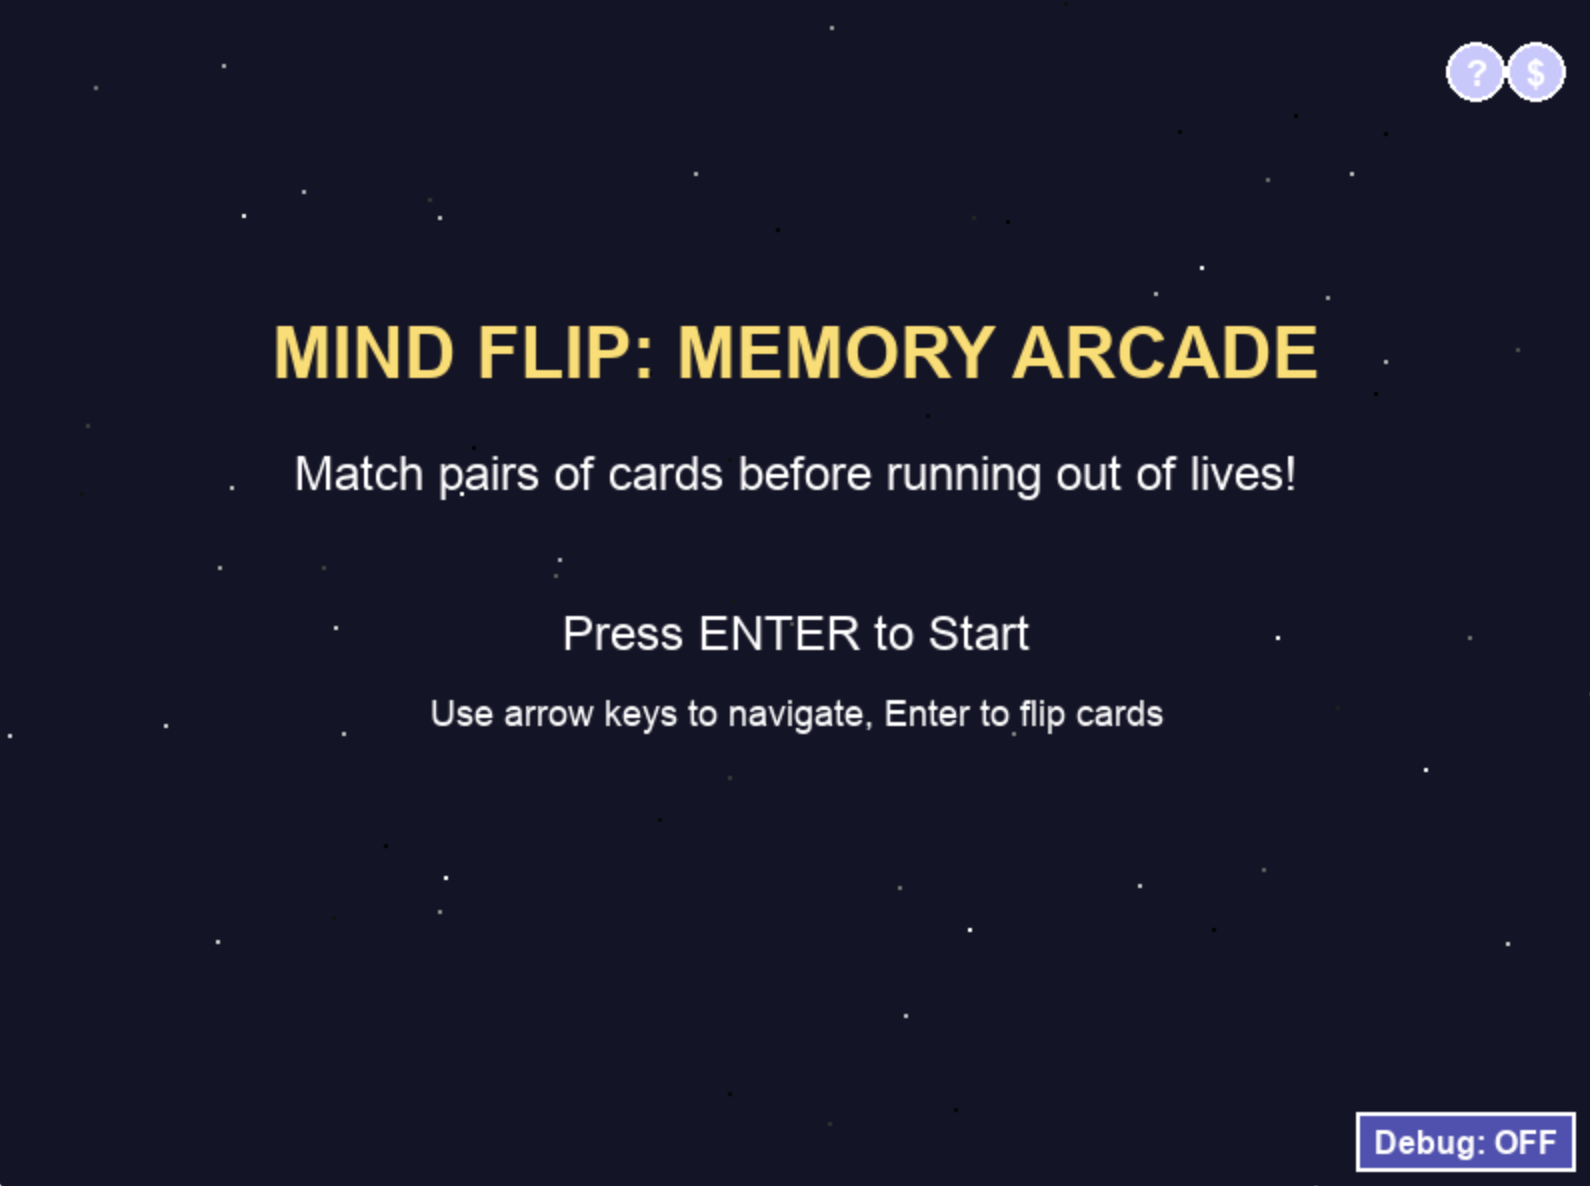 ? $
MIND FLIP: MEMORY ARCADE
Match pairs of cards before running out of lives!
Press ENTER to Start
Use arrow keys to navigate, Enter to flip cards
Debug: OFF